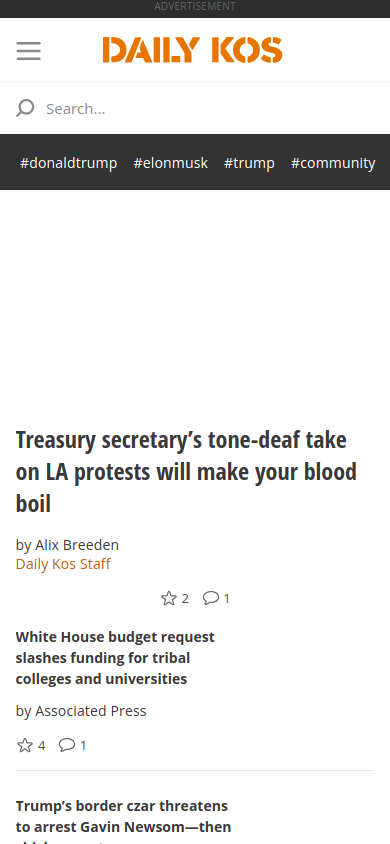 ADVERTISEMENT
DAILY KOS
Search...
#donaldtrump #elonmusk #trump #community
Treasury secretary’s tone-deaf take
on LA protests will make your blood
boil
by Alix Breeden
Daily Kos Staff
2 1
White House budget request
slashes funding for tribal
colleges and universities
by Associated Press
4 1
Trump’s border czar threatens
to arrest Gavin Newsom—then